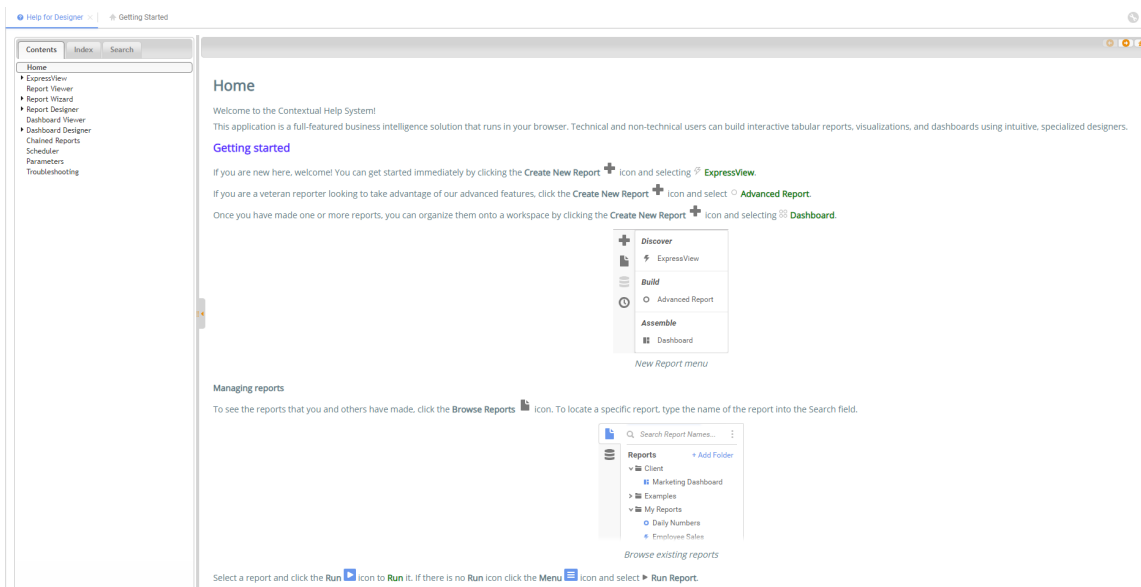 Help for Designer
Getting Started
Contents
Index
Search
Home
ExpressView
Report Viewer
Report Wizard
Report Designer
Dashboard Viewer
Dashboard Designer
Chained Reports
Scheduler
Parameters
Troubleshooting
Home
Welcome to the Contextual Help System!
This application is a full-featured business intelligence solution that runs in your browser. Technical and non-technical users can build interactive tabular reports, visualizations, and dashboards using intuitive, specialized designers.
Getting started
If you are new here, welcome! You can get started immediately by clicking the Create New Report icon and selecting ExpressView.
If you are a veteran reporter looking to take advantage of our advanced features, click the Create New Report icon and select Advanced Report.
Once you have made one or more reports, you can organize them onto a workspace by clicking the Create New Report icon and selecting Dashboard.
Discover
ExpressView
Build
Advanced Report
Assemble
Dashboard
New Report menu
Managing reports
To see the reports that you and others have made, click the Browse Reports icon. To locate a specific report, type the name of the report into the Search field.
Search Report Names...
Reports + Add Folder
Client
Marketing Dashboard
Examples
My Reports
Daily Numbers
Employee Sales
Browse existing reports
Select a report and click the Run icon to Run it. If there is no Run icon click the Menu icon and select Run Report.